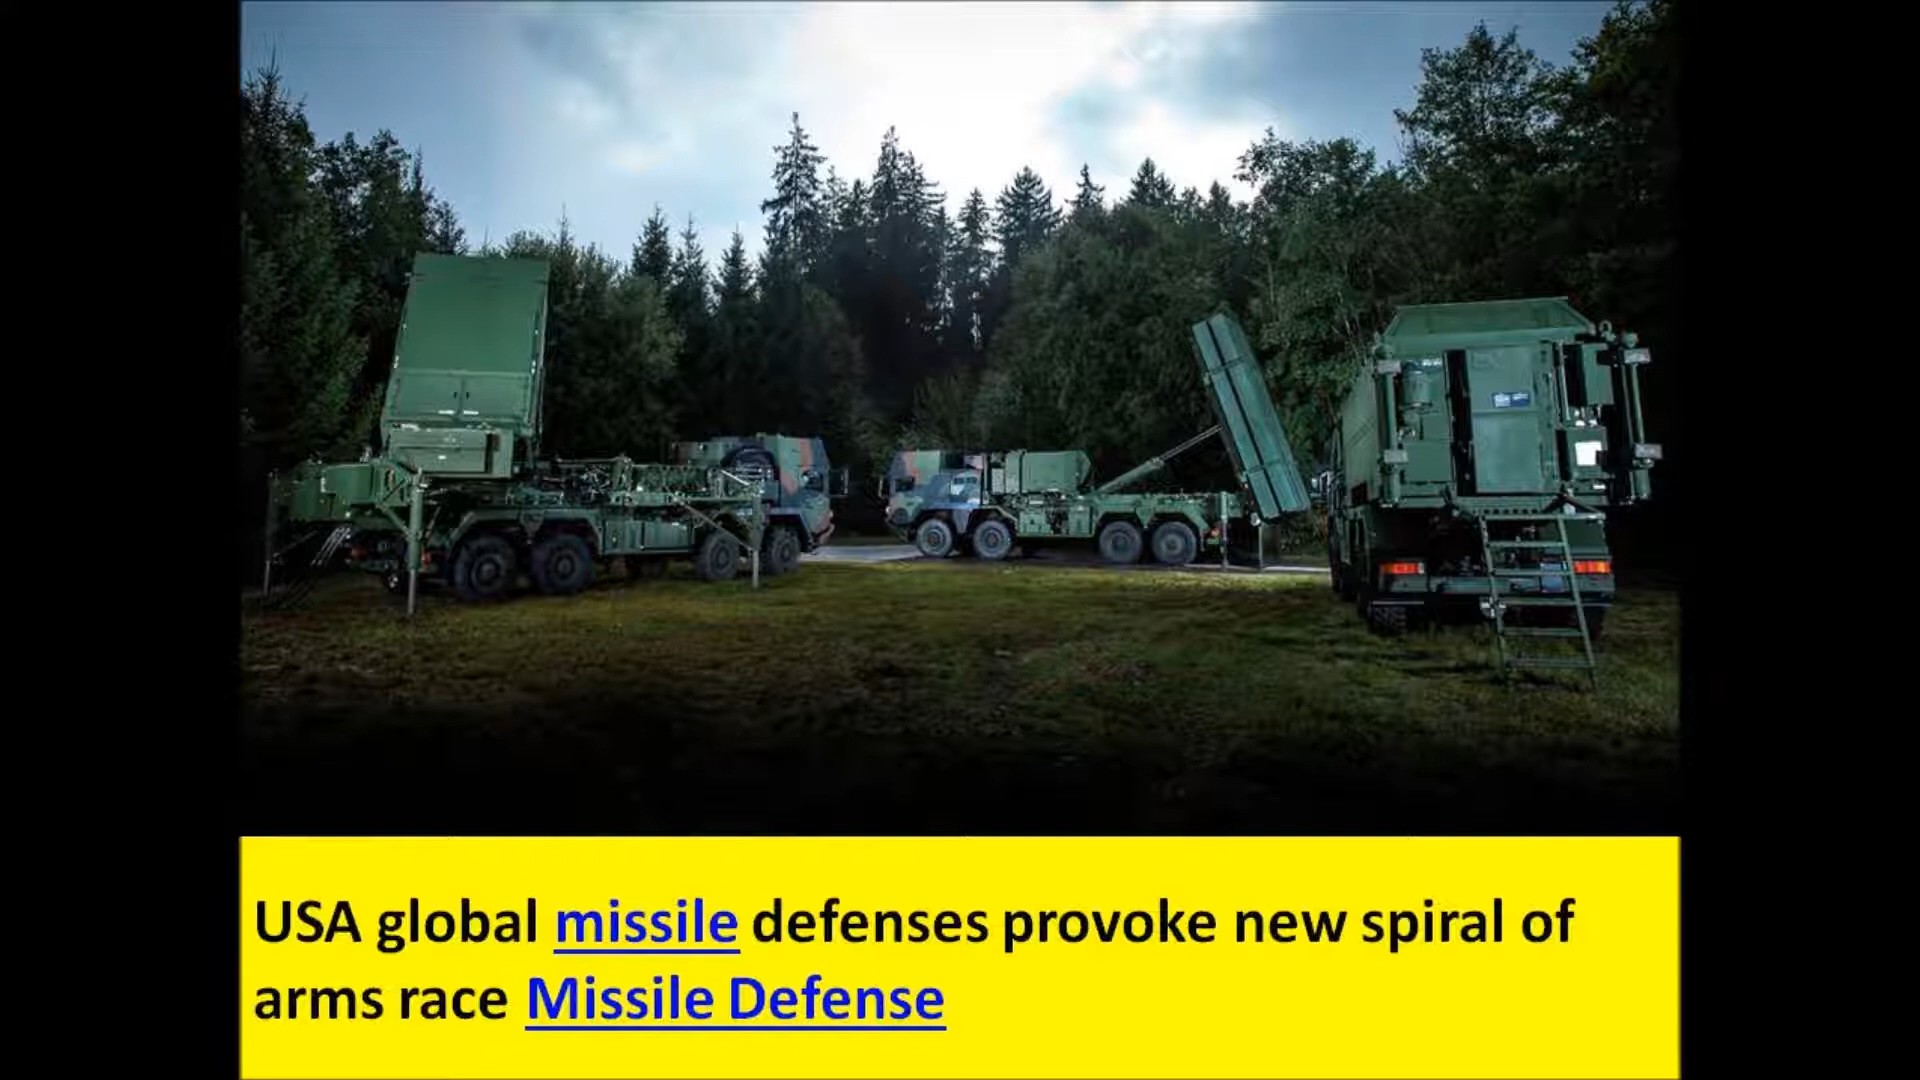 USA global missile defenses provoke new spiral of
arms race Missile Defense